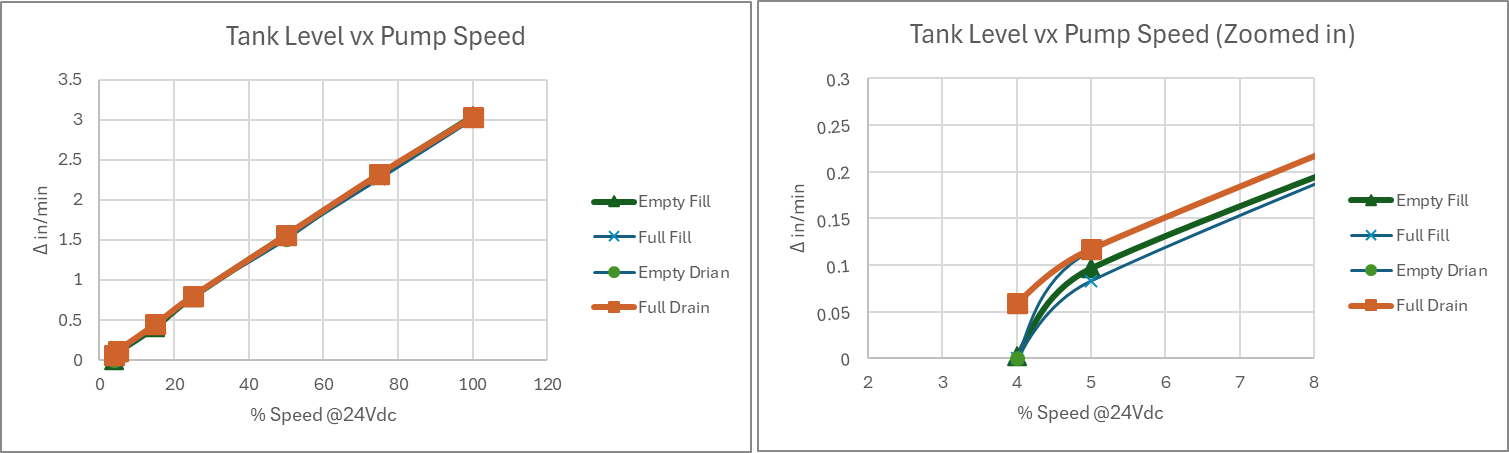 Tank Level vx Pump Speed
3.5
3
2.5
2
1.5
1
0.5
0
Δ in/min
0 20 40 60 80 100 120
% Speed @24Vdc
Empty Fill
Full Fill
Empty Drian
Full Drain
Tank Level vx Pump Speed (Zoomed in)
0.3
0.25
0.2
0.15
0.1
0.05
0
Δ in/min
2 3 4 5 6 7 8
% Speed @24Vdc
Empty Fill
Full Fill
Empty Drian
Full Drain